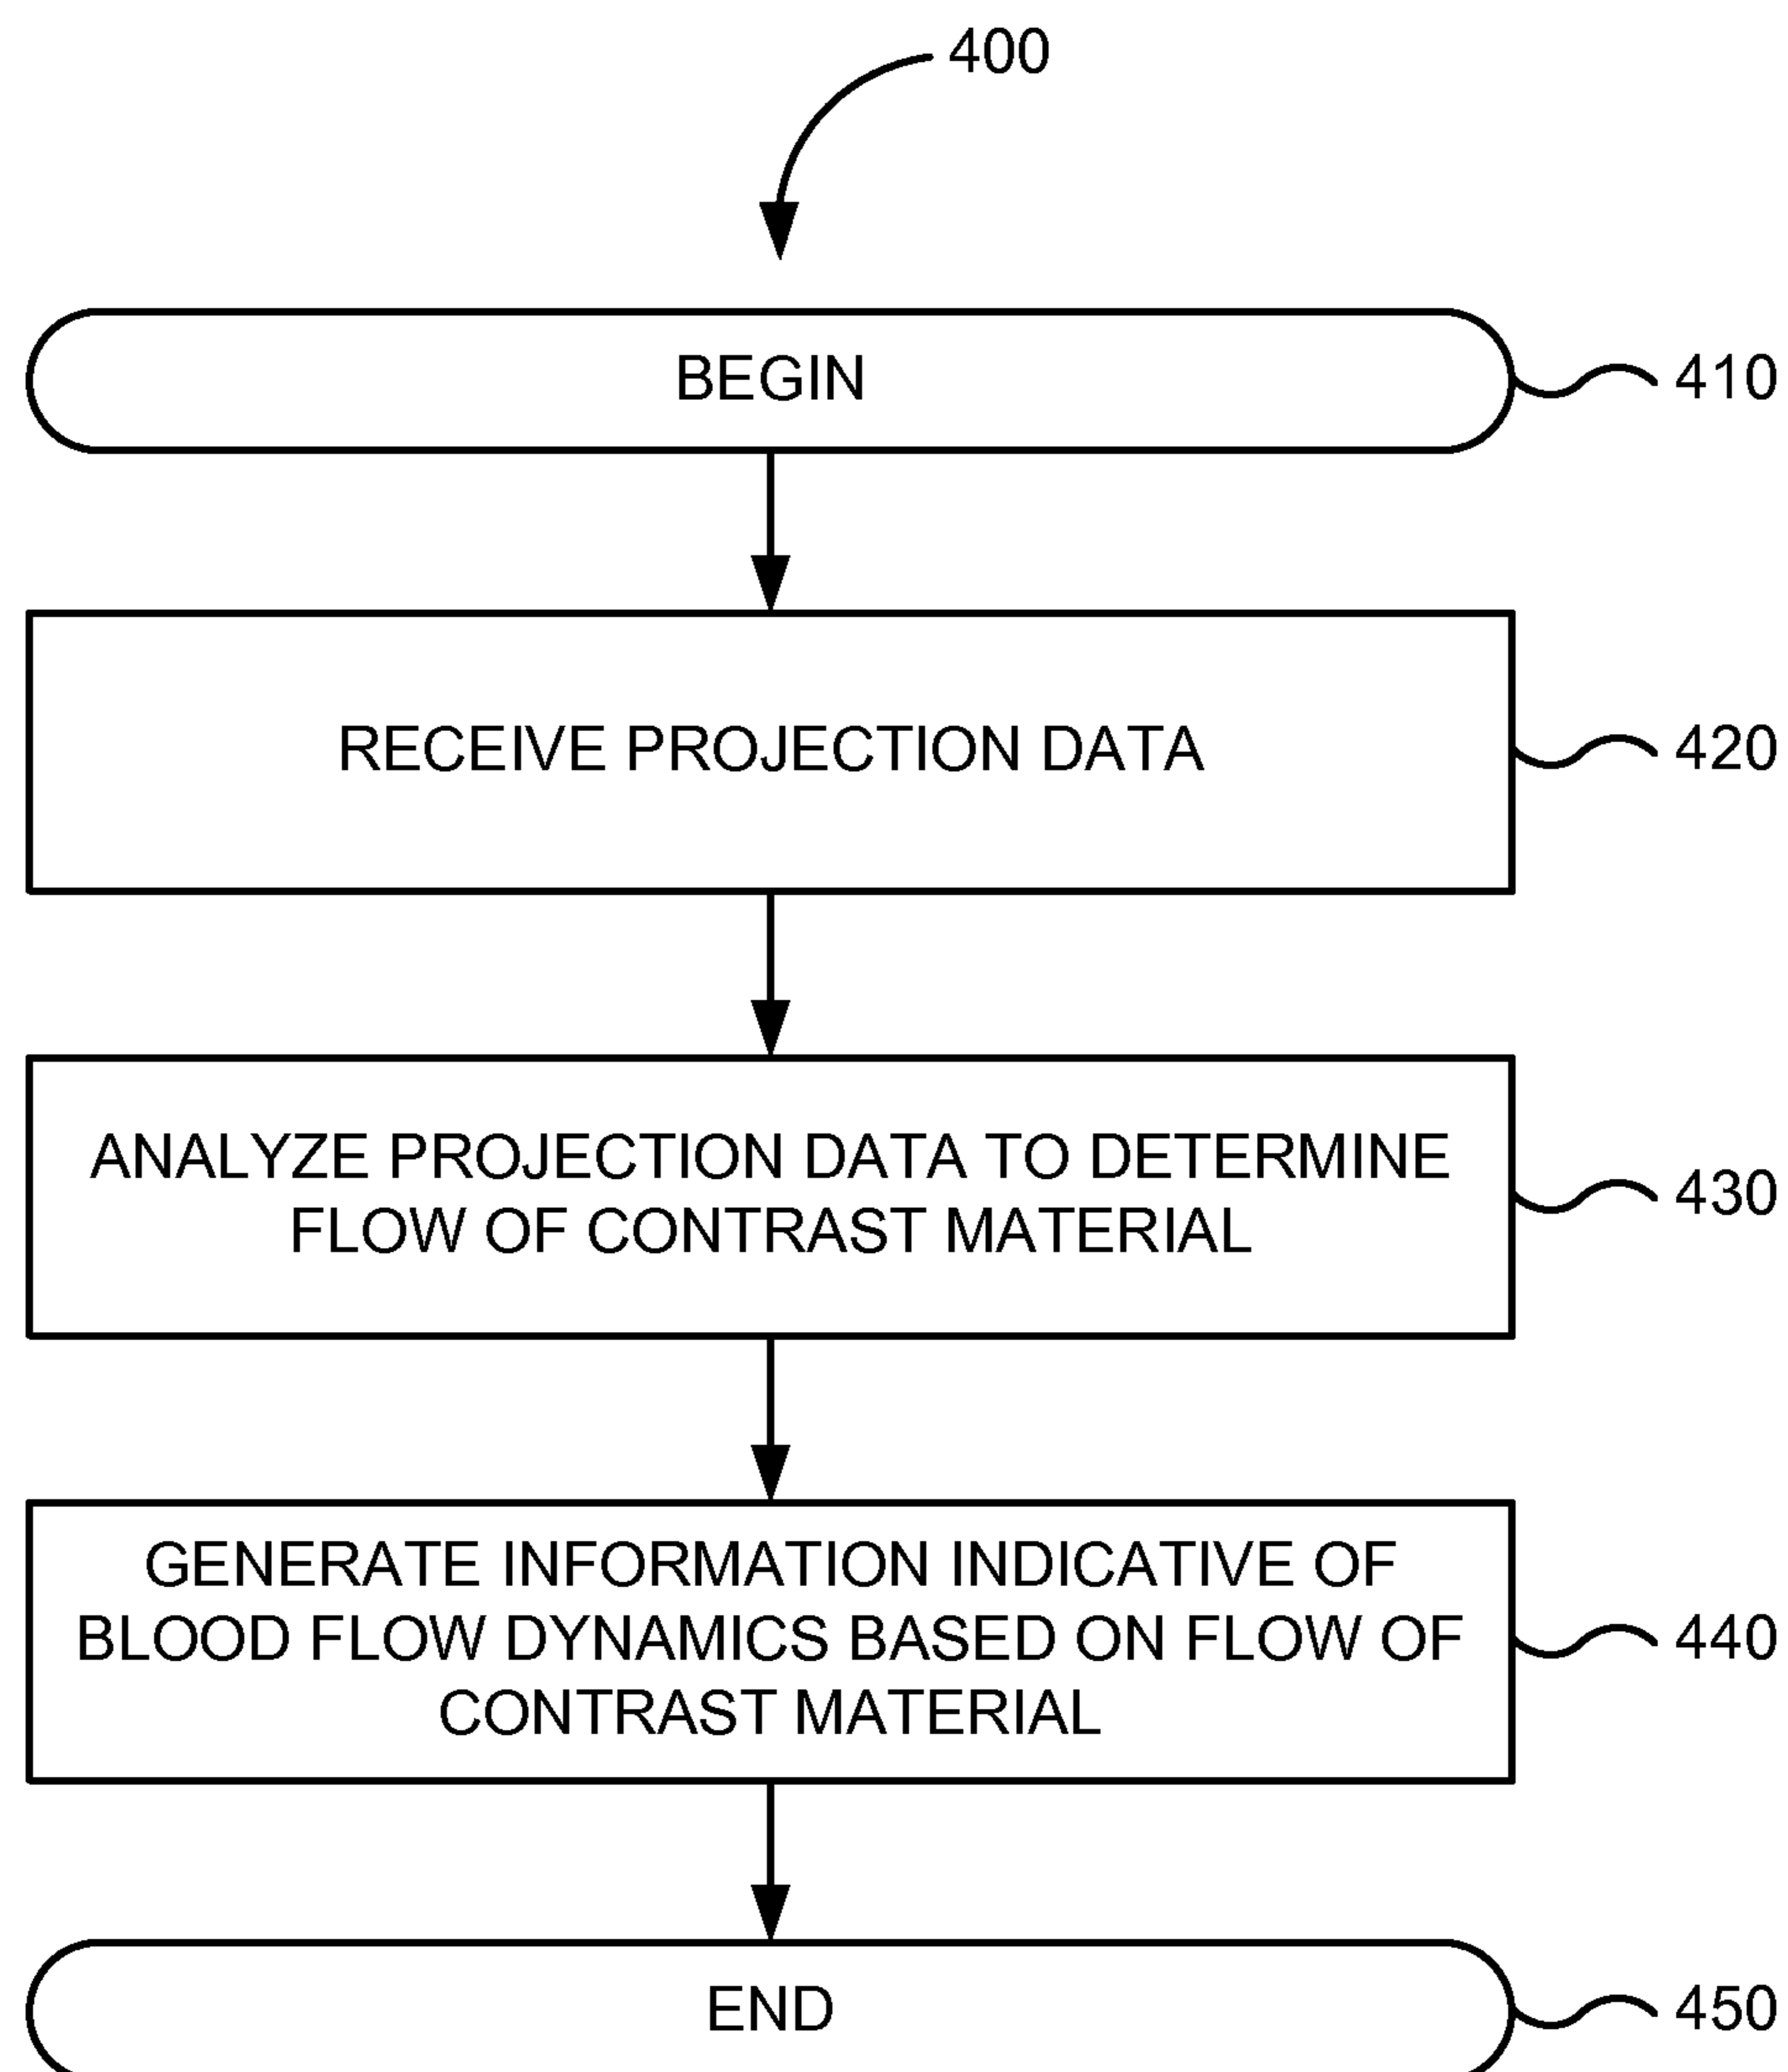 400
BEGIN
410
RECEIVE PROJECTION DATA
420
ANALYZE PROJECTION DATA TO DETERMINE
FLOW OF CONTRAST MATERIAL
430
GENERATE INFORMATION INDICATIVE OF
BLOOD FLOW DYNAMICS BASED ON FLOW OF
CONTRAST MATERIAL
440
END
450